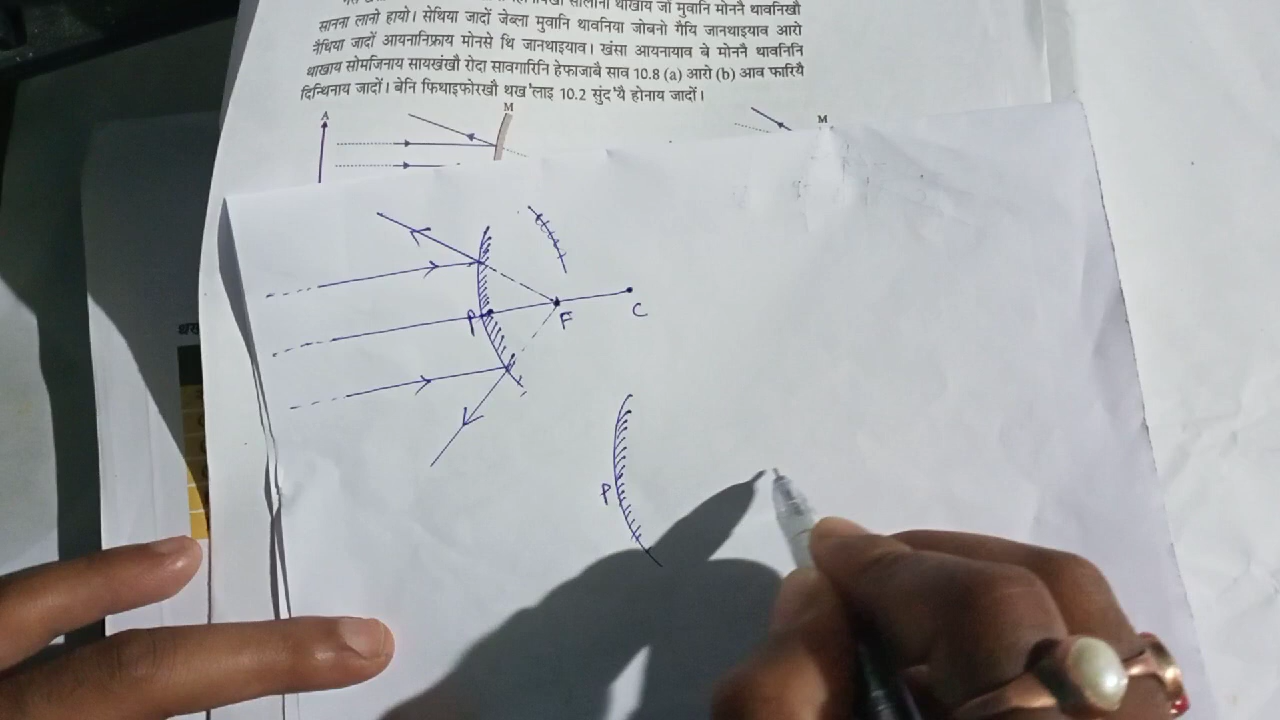 सानना लानो हायो। सेथिया जादों जेब्ला मुवानि थावनिया जोबनो गैयि जानथाइयाव आरो
नैथिया जादों आयनानिफ्राय मोनसे थि जानथाइयाव। खंसा आयनायाव बे मोननै थावनिनि
थाखाय सोमजिनाय सायखंखौ रोदा सावगारिनि हेफाजाबै साव 10.8 (a) आरो (b) आव फारियै
दिन्थिनाय जादों। बेनि फिथाइफोरखौ थख'लाइ 10.2 सुंद'यै होनाय जादों।
A
M
M
P
F
C
P